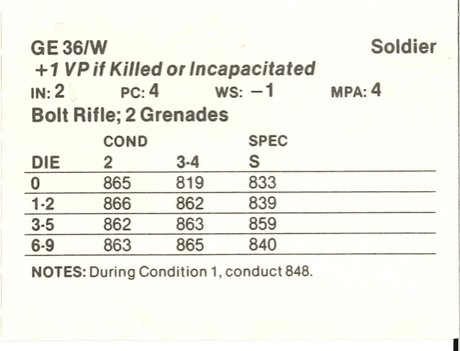 GE 36/W Soldier
+1 VP if Killed or Incapacitated
IN: 2 PC: 4 WS: −1 MPA: 4
Bolt Rifle; 2 Grenades
COND SPEC
DIE 2 3-4 S
0 865 819 833
1-2 866 862 839
3-5 862 863 859
6-9 863 865 840
NOTES: During Condition 1, conduct 848.